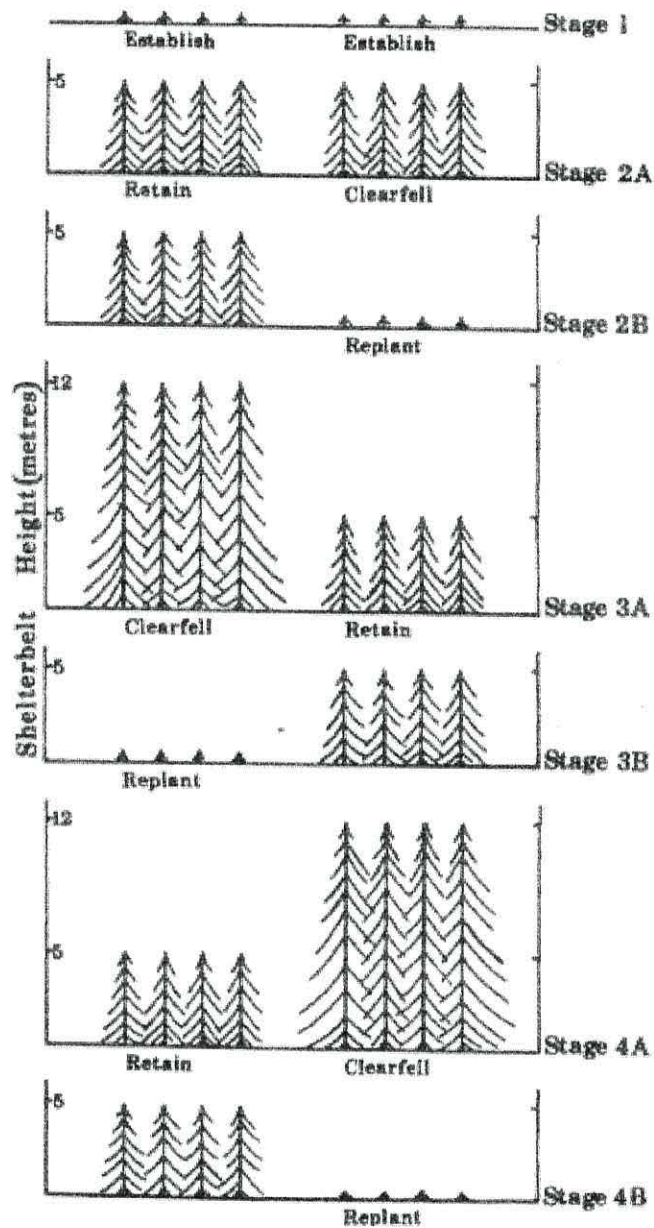 Establish Establish Stage 1
5
Retain Clearfell Stage 2A
5
Replant Stage 2B
12
5
Clearfell Retain Stage 3A
Shelterbelt Height (metres)
5
Replant Stage 3B
12
5
Retain Clearfell Stage 4A
5
Replant Stage 4B